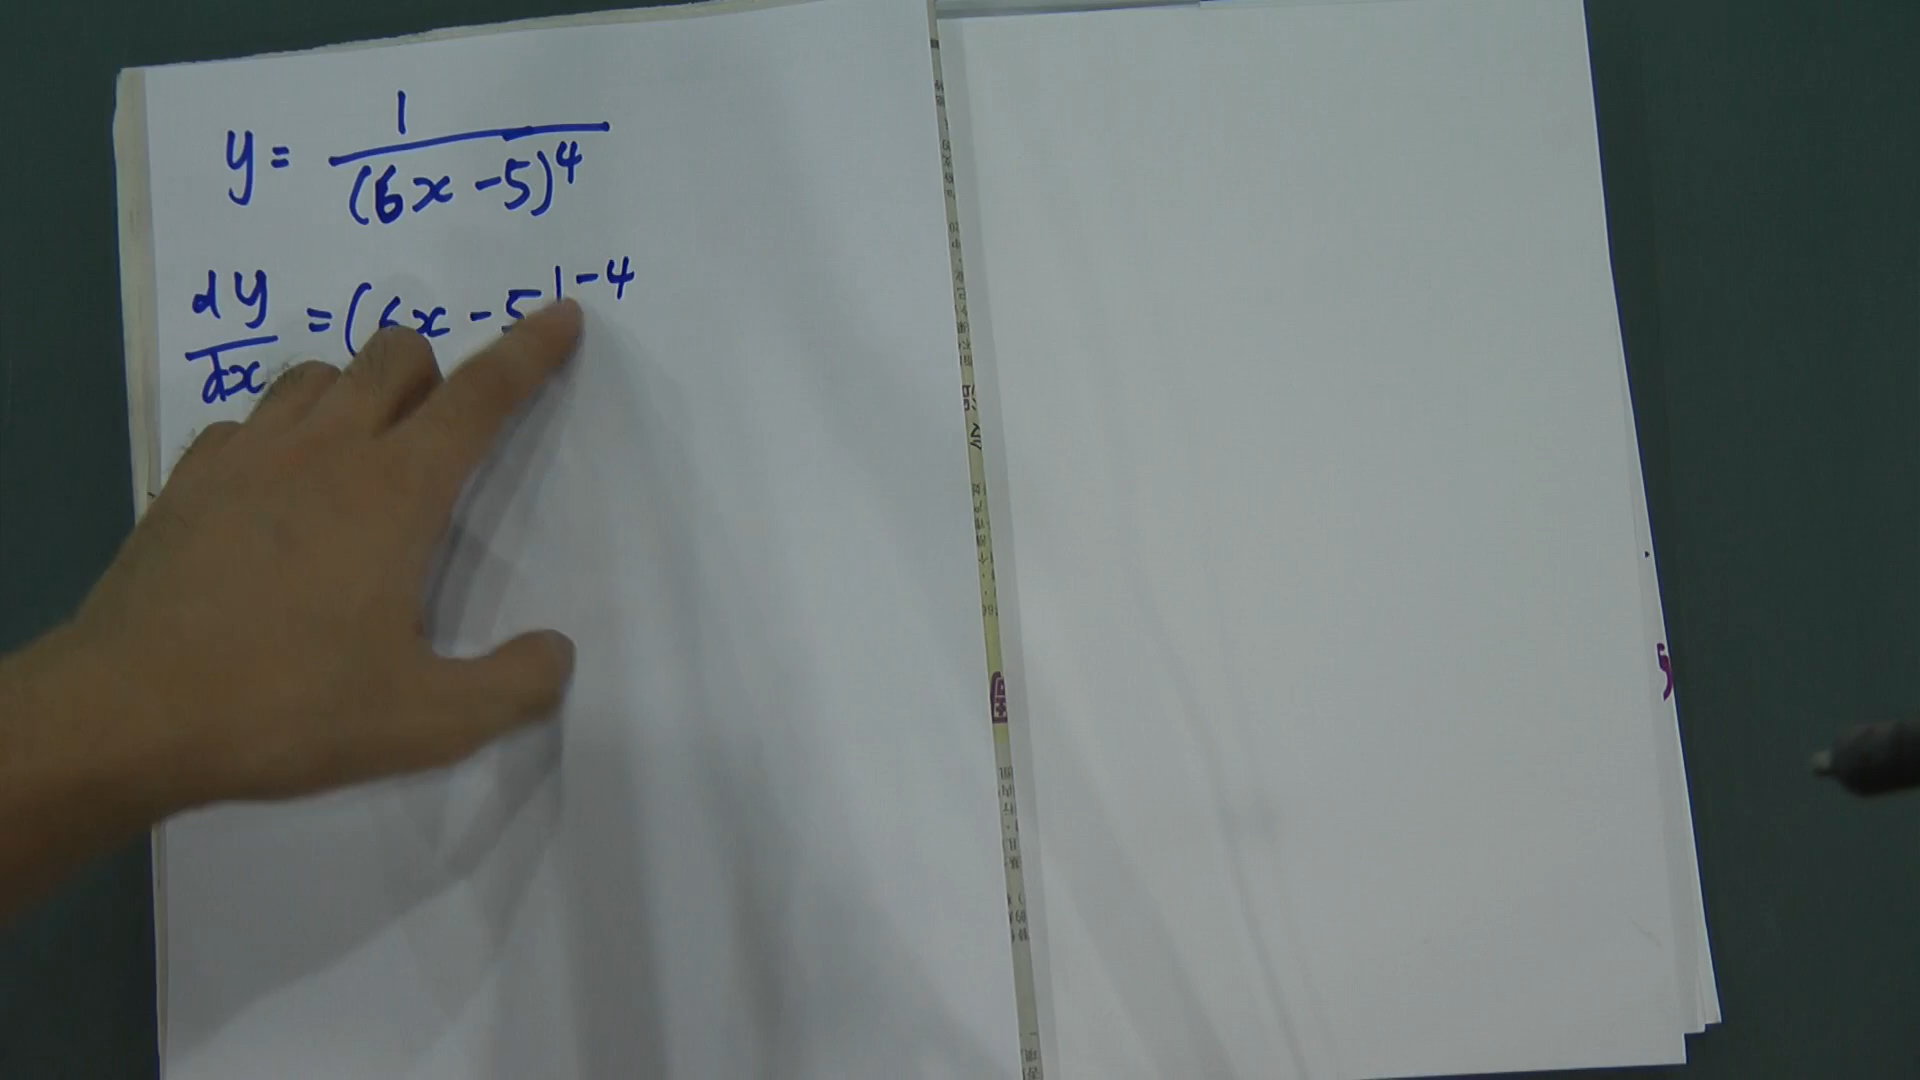 y = 1/(6x - 5)^4
dy/dx = (6x - 5)^-4